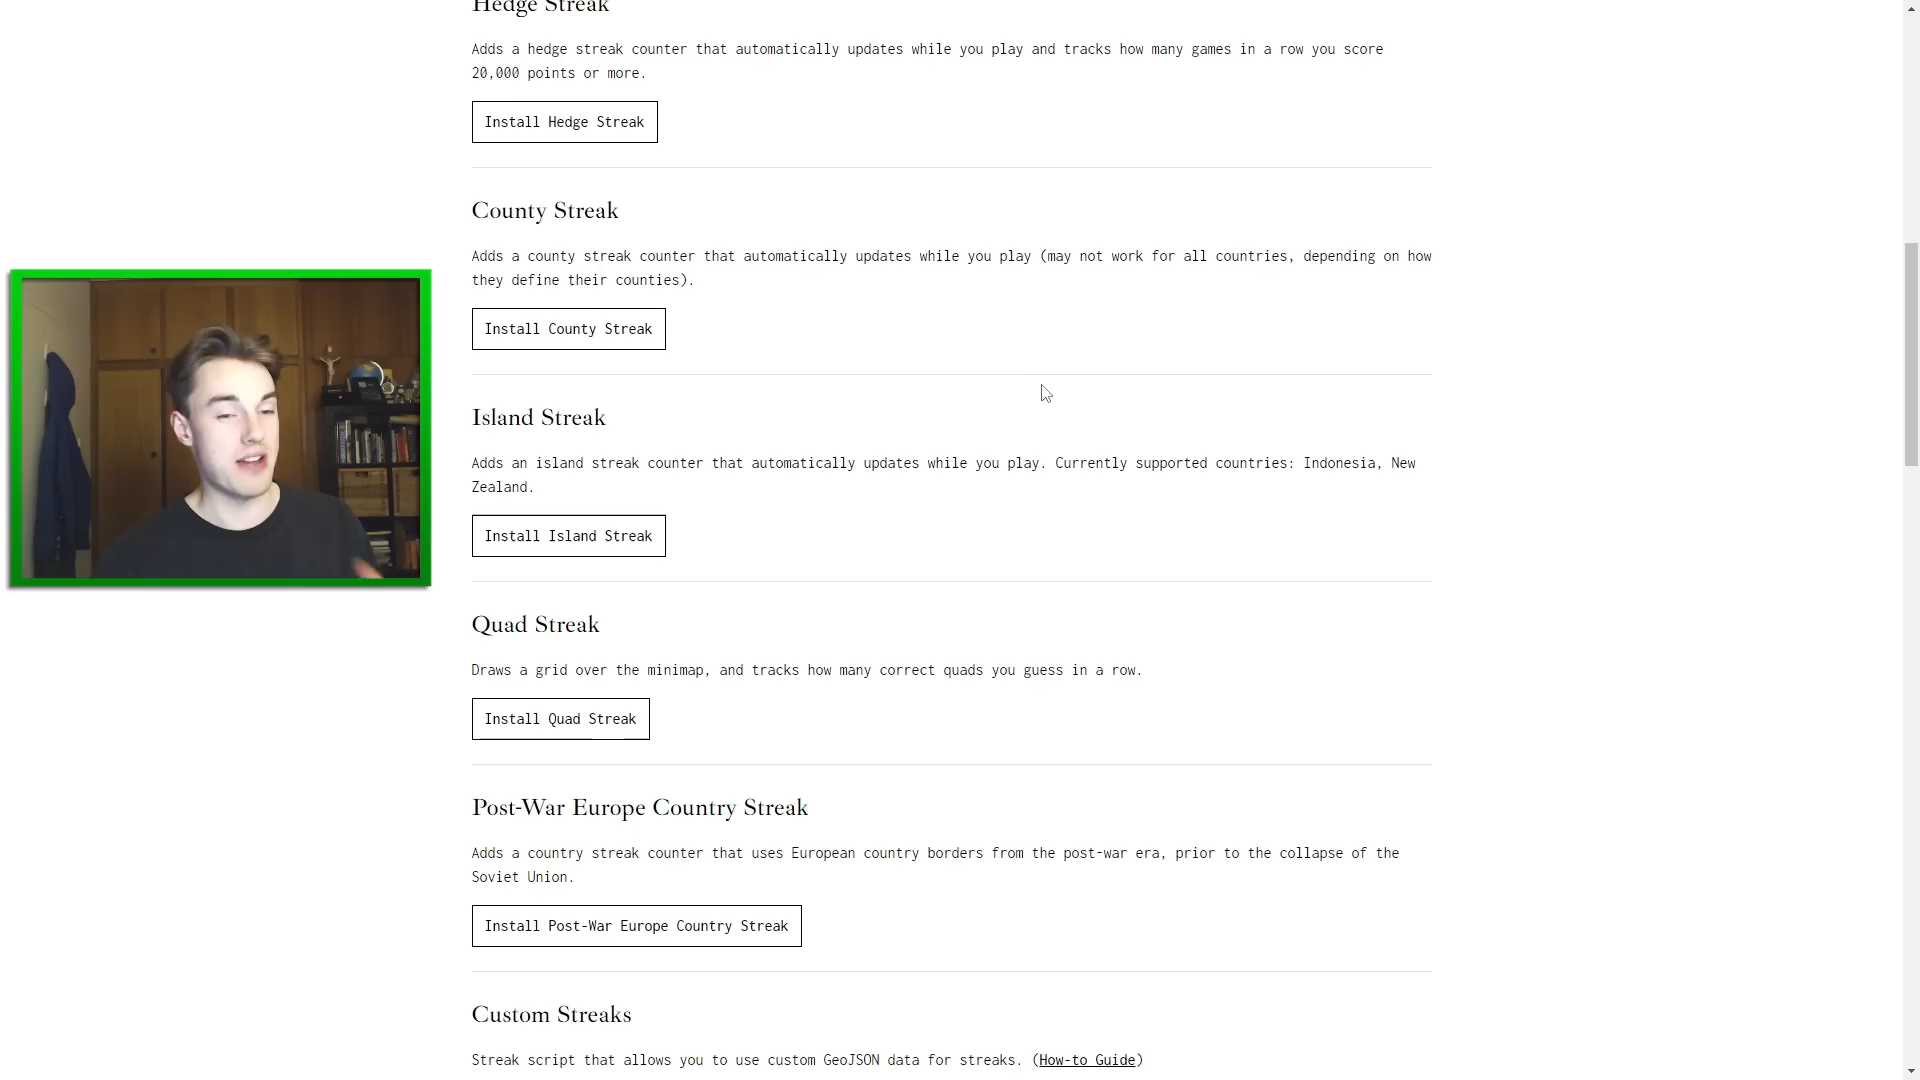 Hedge Streak
Adds a hedge streak counter that automatically updates while you play and tracks how many games in a row you score
20,000 points or more.
Install Hedge Streak
County Streak
Adds a county streak counter that automatically updates while you play (may not work for all countries, depending on how
they define their counties).
Install County Streak
Island Streak
Adds an island streak counter that automatically updates while you play. Currently supported countries: Indonesia, New
Zealand.
Install Island Streak
Quad Streak
Draws a grid over the minimap, and tracks how many correct quads you guess in a row.
Install Quad Streak
Post-War Europe Country Streak
Adds a country streak counter that uses European country borders from the post-war era, prior to the collapse of the
Soviet Union.
Install Post-War Europe Country Streak
Custom Streaks
Streak script that allows you to use custom GeoJSON data for streaks. (How-to Guide)